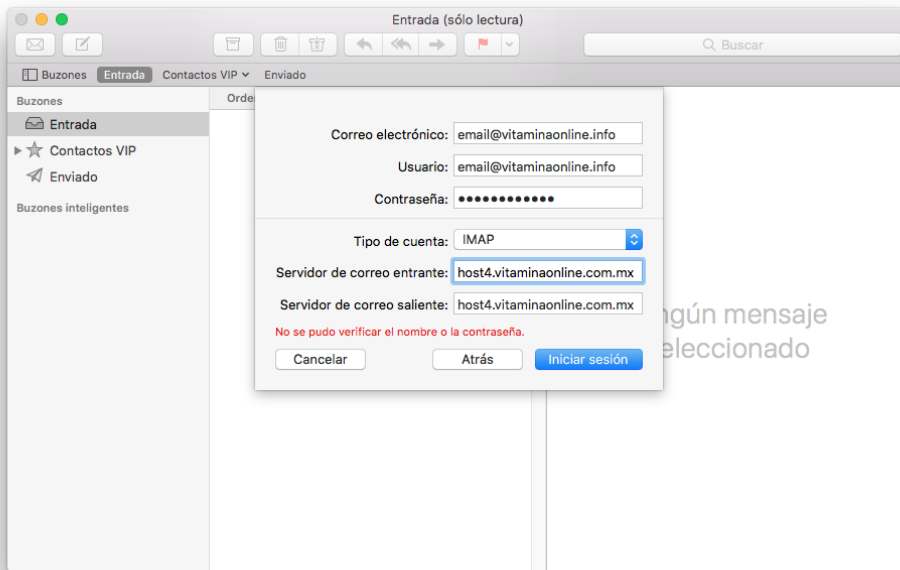 Entrada (sólo lectura)
Buscar
Buzones Entrada Contactos VIP Enviado
Buzones
Entrada
Contactos VIP
Enviado
Buzones inteligentes
Correo electrónico: email@vitaminaonline.info
Usuario: email@vitaminaonline.info
Contraseña: ●●●●●●●●●●●●
Tipo de cuenta: IMAP
Servidor de correo entrante: host4.vitaminaonline.com.mx
Servidor de correo saliente: host4.vitaminaonline.com.mx
No se pudo verificar el nombre o la contraseña.
Cancelar Atrás Iniciar sesión
mensaje